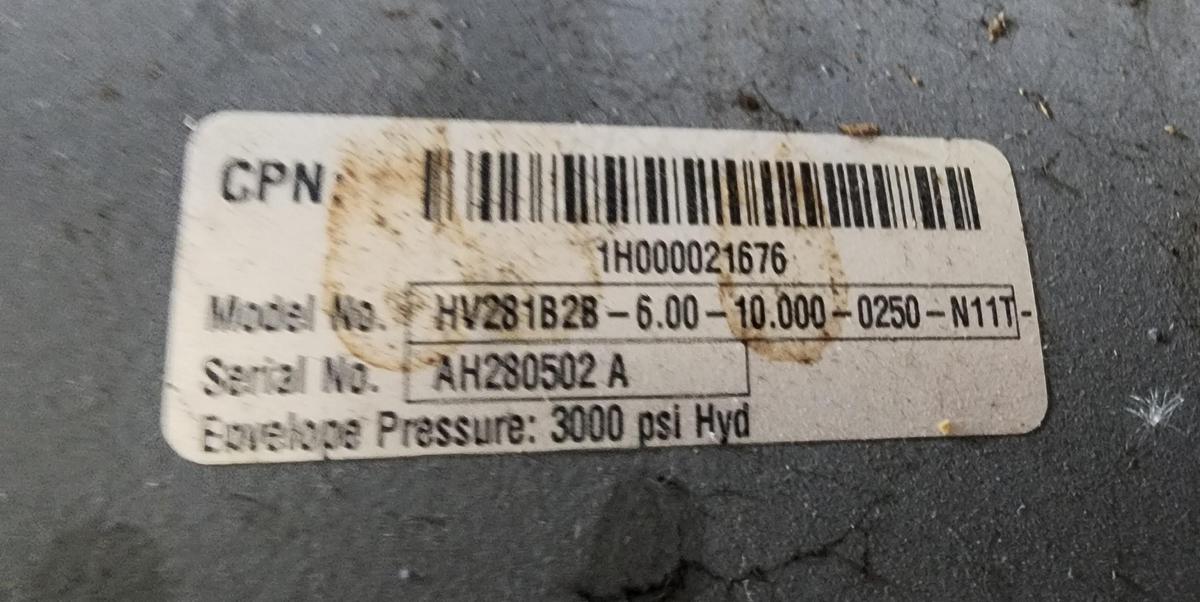 CPN:
1H000021676
Model No. HV281B2B-6.00-10.000-0250-N11T-
Serial No. AH280502 A
Envelope Pressure: 3000 psi Hyd